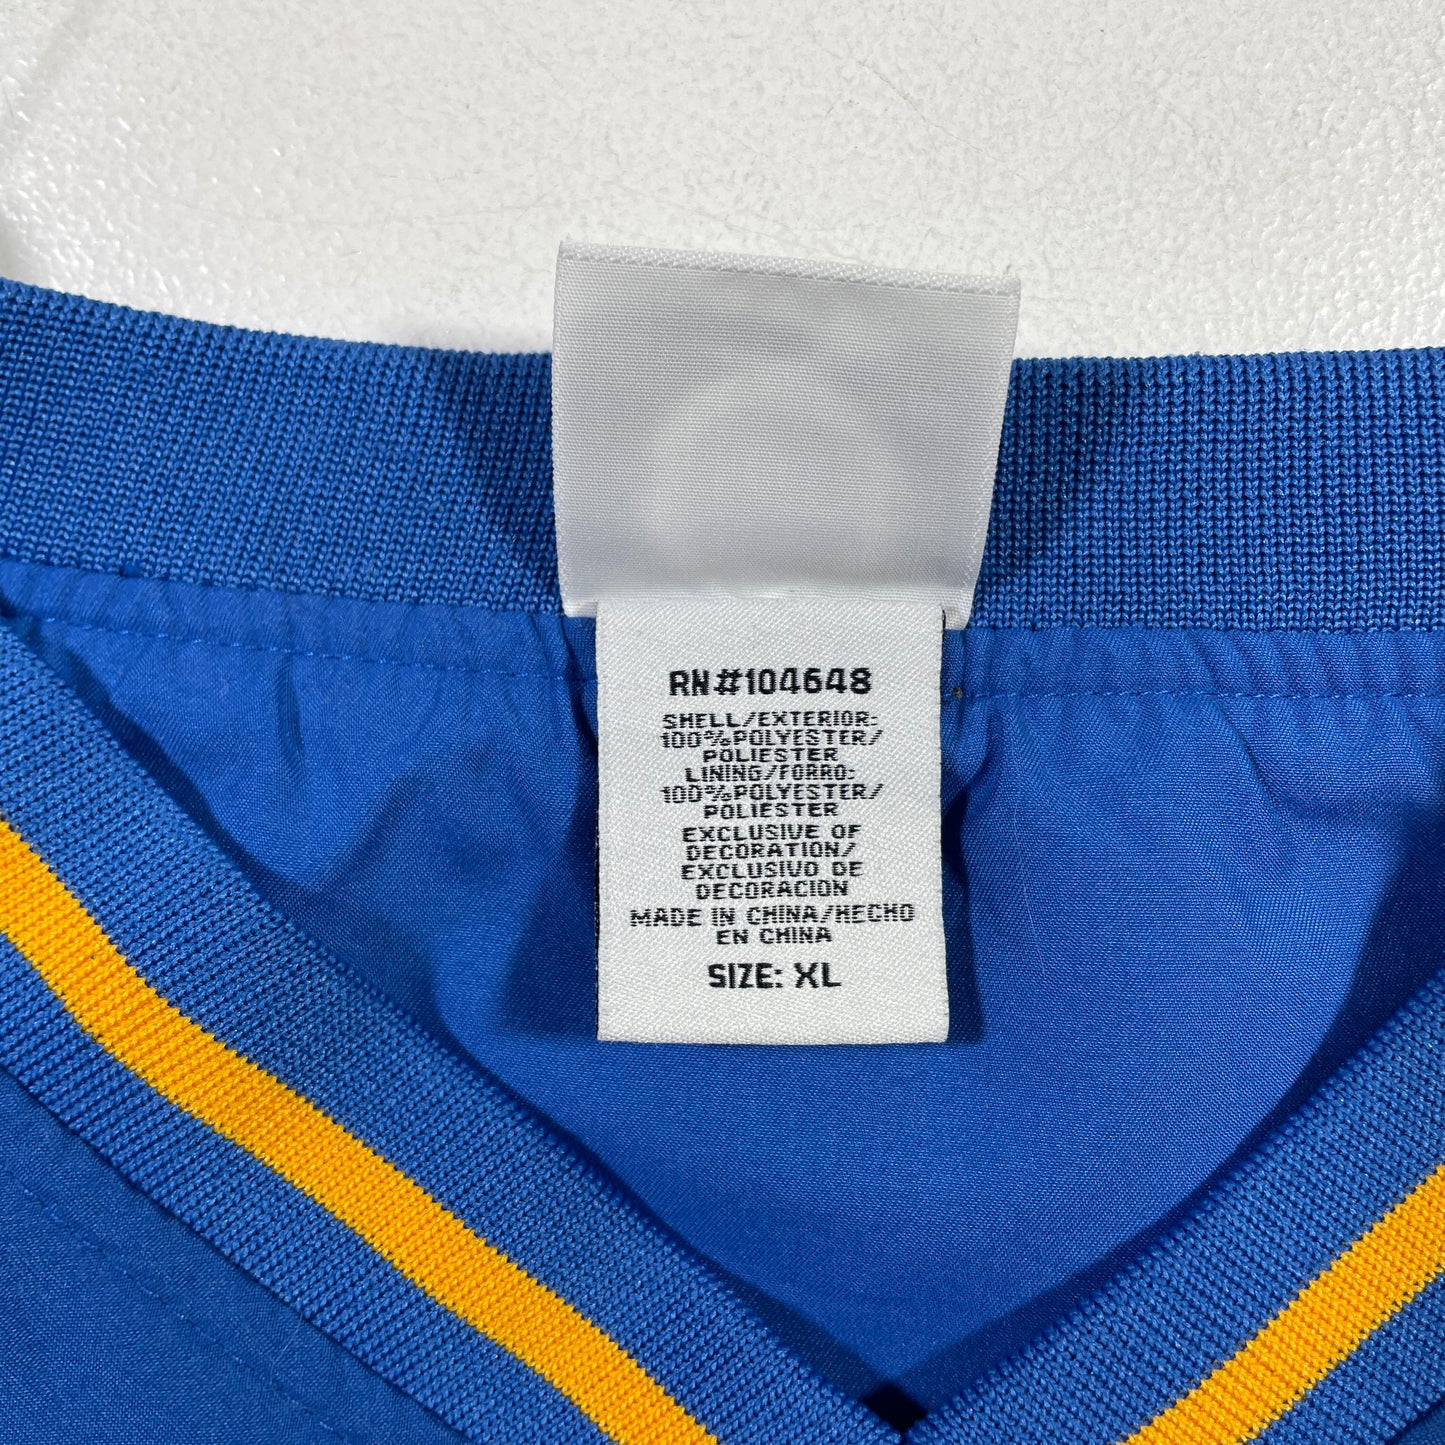 RN#104648
SHELL/EXTERIOR:
100%POLYESTER/
POLIESTER
LINING/FORRO:
100%POLYESTER/
POLIESTER
EXCLUSIVE OF
DECORATION/
EXCLUSIVO DE
DECORACION
MADE IN CHINA/HECHO
EN CHINA
SIZE: XL